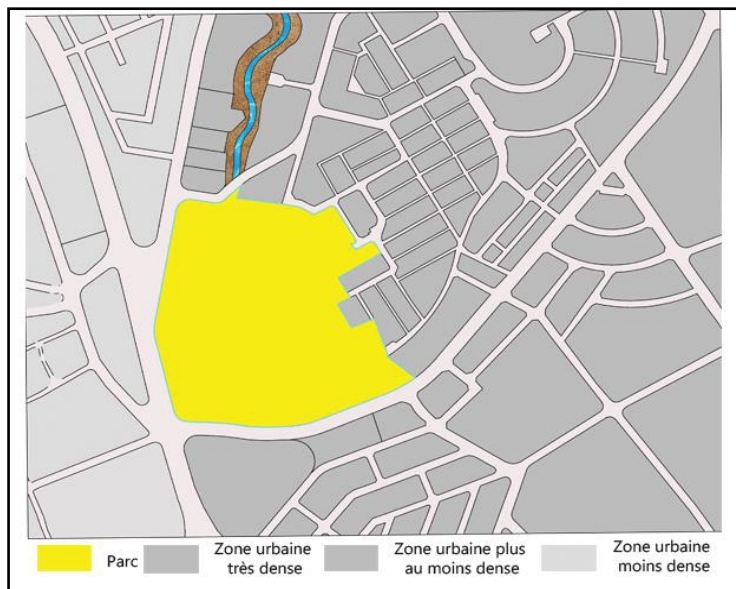 Parc
Zone urbaine
très dense
Zone urbaine plus
au moins dense
Zone urbaine
moins dense